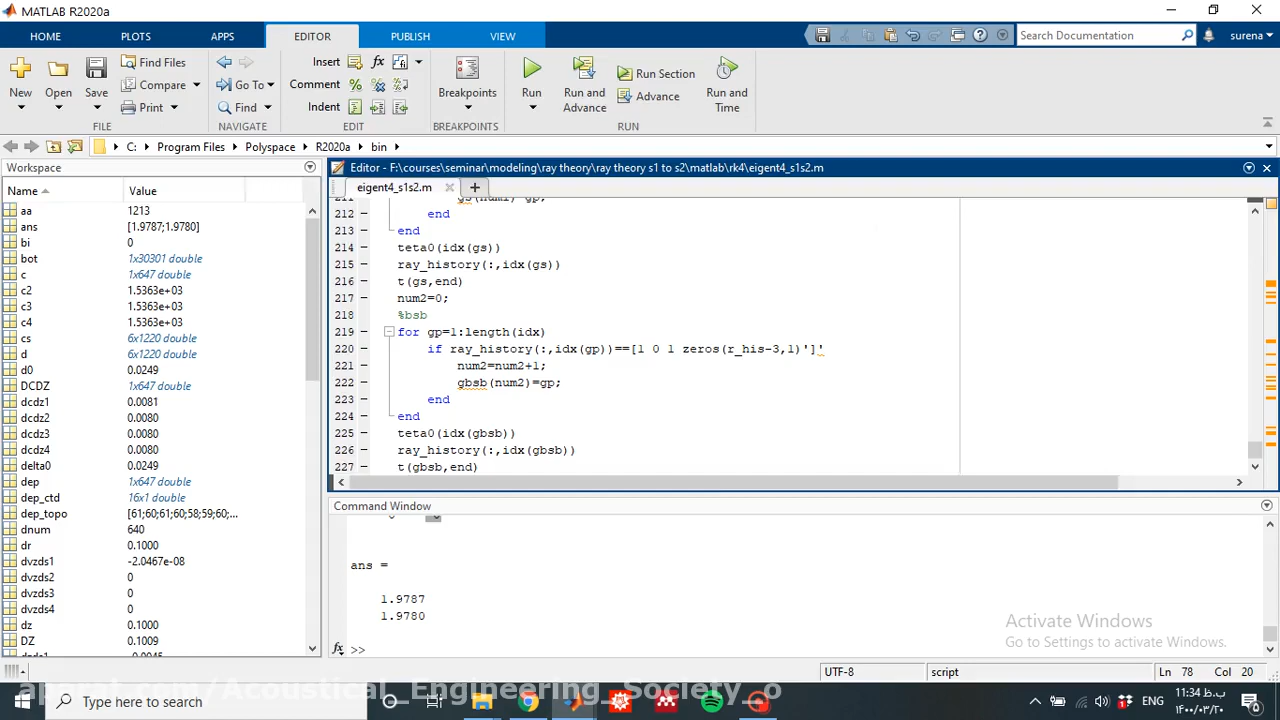 MATLAB R2020a
HOME PLOTS APPS EDITOR PUBLISH VIEW Search Documentation surena
New Open Save Find Files Compare Print Go To Find Insert fx Comment Indent Breakpoints Run Run and Advance Run Section Advance Run and Time
FILE NAVIGATE EDIT BREAKPOINTS RUN
C: Program Files Polyspace R2020a bin
Workspace
Name Value
aa 1213
ans [1.9787;1.9780]
bi 0
bot 1x30301 double
c 1x647 double
c2 1.5363e+03
c3 1.5363e+03
c4 1.5363e+03
cs 6x1220 double
d 6x1220 double
d0 0.0249
DCDZ 1x647 double
dcdz1 0.0081
dcdz2 0.0080
dcdz3 0.0080
dcdz4 0.0080
delta0 0.0249
dep 1x647 double
dep_ctd 16x1 double
dep_topo [61;60;61;60;58;59;60;...
dnum 640
dr 0.1000
dvzds1 -2.0467e-08
dvzds2 0
dvzds3 0
dvzds4 0
dz 0.1000
DZ 0.1009
Editor - F:\courses\seminar\modeling\ray theory\ray theory s1 to s2\matlab\rk4\eigent4_s1s2.m
eigent4_s1s2.m
211 gs(num1)=gp;
212 end
213 end
214 teta0(idx(gs))
215 ray_history(:,idx(gs))
216 t(gs,end)
217 num2=0;
218 %bsb
219 for gp=1:length(idx)
220 if ray_history(:,idx(gp))==[1 0 1 zeros(r_his-3,1)']'
221 num2=num2+1;
222 gbsb(num2)=gp;
223 end
224 end
225 teta0(idx(gbsb))
226 ray_history(:,idx(gbsb))
227 t(gbsb,end)
Command Window
ans =
1.9787
1.9780
fx >>
Activate Windows
Go to Settings to activate Windows.
UTF-8 script Ln 78 Col 20
aparat.com/Acoustical_Engineering_Society_o
Type here to search
11:34 ب.ظ
۱۴۰۰/۰۳/۲۰